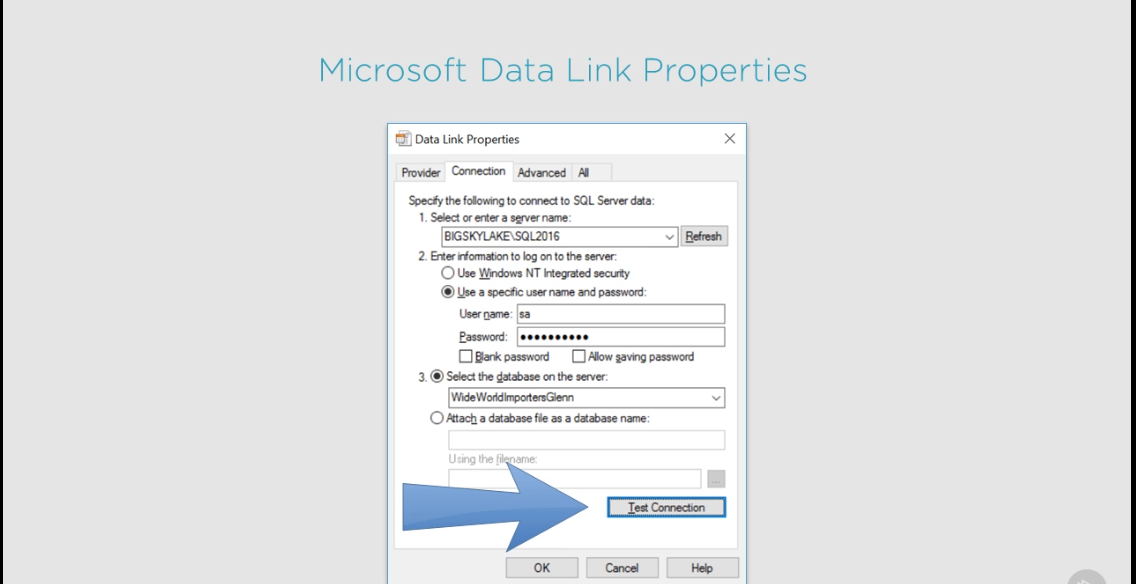 Microsoft Data Link Properties
Data Link Properties
Provider Connection Advanced All
Specify the following to connect to SQL Server data:
1. Select or enter a server name:
BIGSKYLAKE\SQL2016 Refresh
2. Enter information to log on to the server:
Use Windows NT Integrated security
Use a specific user name and password:
User name: sa
Password: ●●●●●●●●●●
Blank password Allow saving password
3. Select the database on the server:
WideWorldImportersGlenn
Attach a database file as a database name:
Using the filename:
...
Test Connection
OK Cancel Help